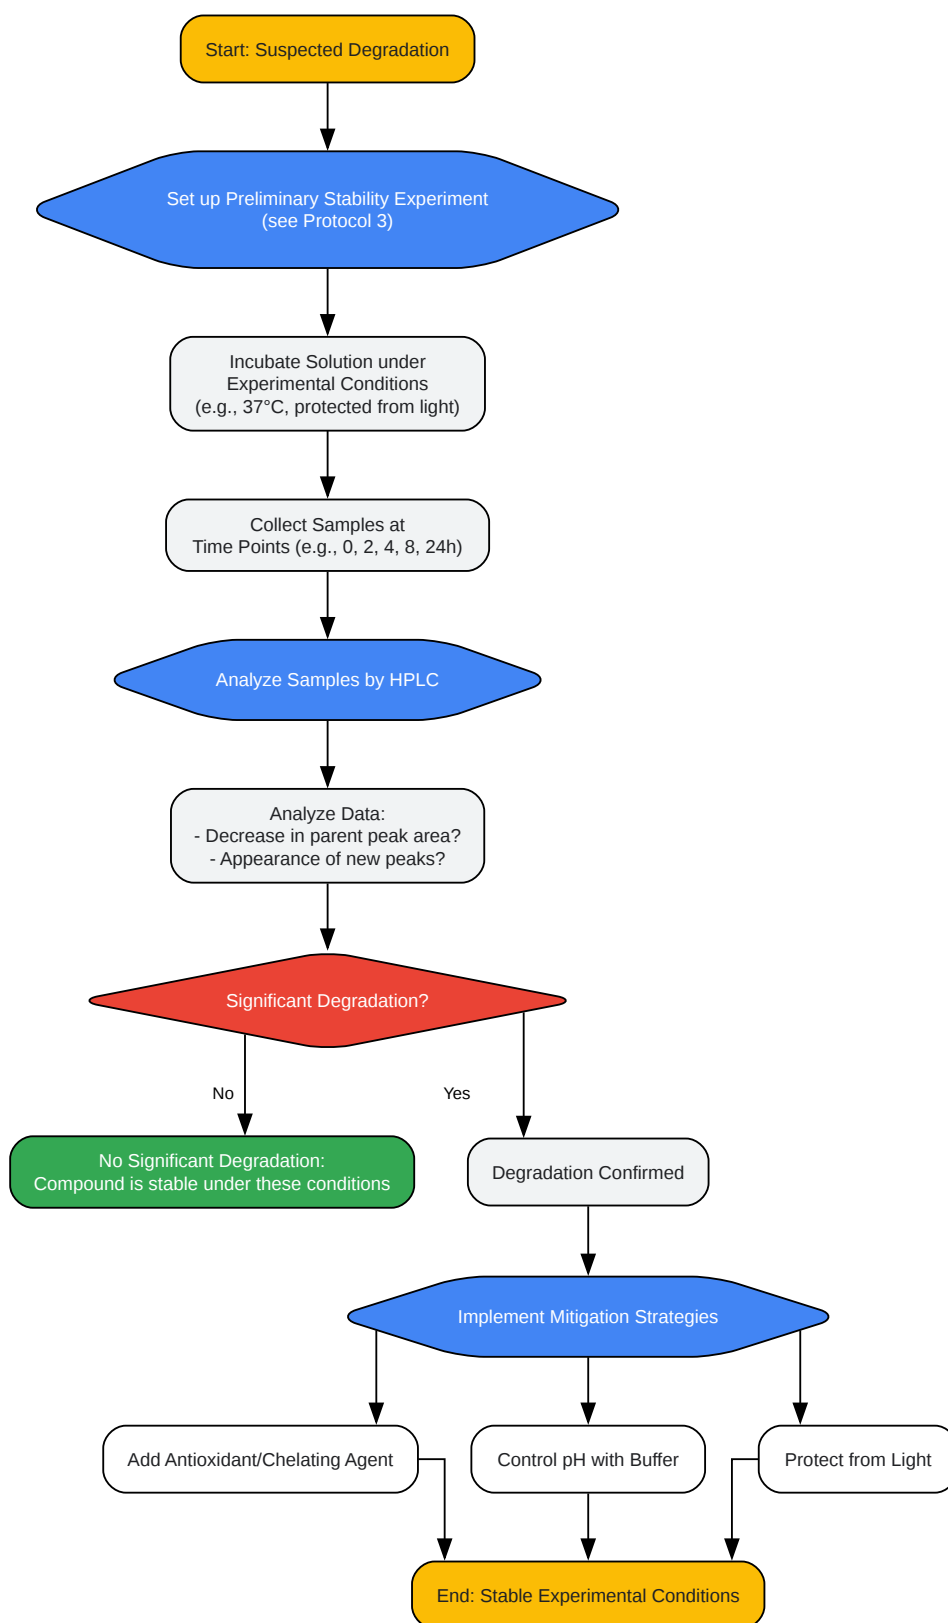 Start: Suspected Degradation
Set up Preliminary Stability Experiment
(see Protocol 3)
Incubate Solution under
Experimental Conditions
(e.g., 37°C, protected from light)
Collect Samples at
Time Points (e.g., 0, 2, 4, 8, 24h)
Analyze Samples by HPLC
Analyze Data:
- Decrease in parent peak area?
- Appearance of new peaks?
Significant Degradation?
No
Yes
No Significant Degradation:
Compound is stable under these conditions
Degradation Confirmed
Implement Mitigation Strategies
Add Antioxidant/Chelating Agent
Control pH with Buffer
Protect from Light
End: Stable Experimental Conditions